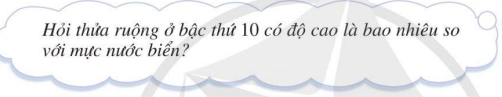 Hỏi thửa ruộng ở bậc thứ 10 có độ cao là bao nhiêu so
với mực nước biển?